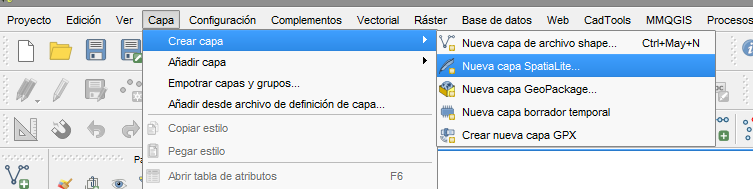 Proyecto Edición Ver Capa Configuración Complementos Vectorial Ráster Base de datos Web CadTools MMQGIS Procesos
Crear capa
Añadir capa
Empotrar capas y grupos...
Añadir desde archivo de definición de capa...
Copiar estilo
Pegar estilo
Abrir tabla de atributos F6
Nueva capa de archivo shape... Ctrl+May+N
Nueva capa SpatiaLite...
Nueva capa GeoPackage...
Nueva capa borrador temporal
Crear nueva capa GPX